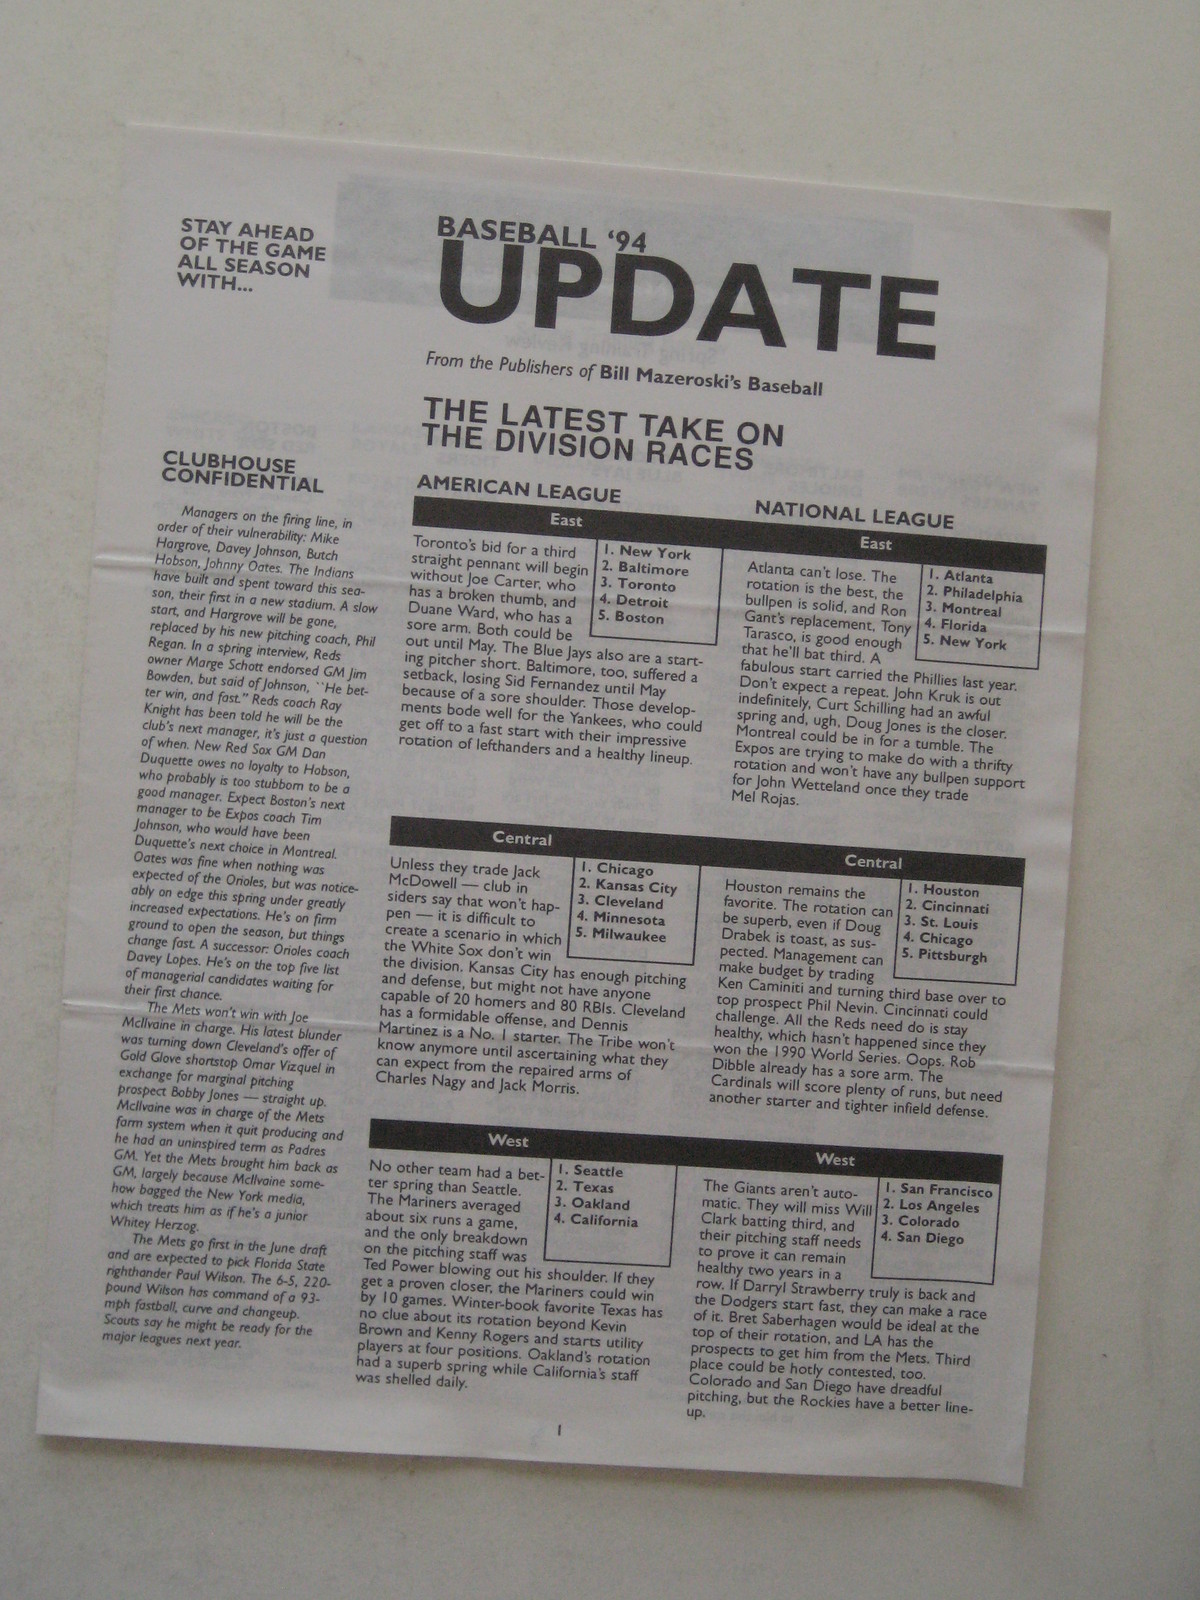 STAY AHEAD
OF THE GAME
ALL SEASON
WITH...
BASEBALL ‘94
UPDATE
From the Publishers of Bill Mazeroski's Baseball
THE LATEST TAKE ON
THE DIVISION RACES
CLUBHOUSE
CONFIDENTIAL
Managers on the firing line, in
order of their vulnerability: Mike
Hargrove, Davey Johnson, Butch
Hobson, Johnny Oates. The Indians
have built and spent toward this sea-
son, their first in a new stadium. A slow
start, and Hargrove will be gone,
replaced by his new pitching coach, Phil
Regan. In a spring interview, Reds
owner Marge Schott endorsed GM Jim
Bowden, but said of Johnson, ``He bet-
ter win, and fast." Reds coach Ray
Knight has been told he will be the
club's next manager, it's just a question
of when. New Red Sox GM Dan
Duquette owes no loyalty to Hobson,
who probably is too stubborn to be a
good manager. Expect Boston's next
manager to be Expos coach Tim
Johnson, who would have been
Duquette's next choice in Montreal.
Oates was fine when nothing was
expected of the Orioles, but was notice-
ably on edge this spring under greatly
increased expectations. He's on firm
ground to open the season, but things
change fast. A successor: Orioles coach
Davey Lopes. He's on the top five list
of managerial candidates waiting for
their first chance.
The Mets won't win with Joe
McIlvaine in charge. His latest blunder
was turning down Cleveland's offer of
Gold Glove shortstop Omar Vizquel in
exchange for marginal pitching
prospect Bobby Jones — straight up.
McIlvaine was in charge of the Mets
farm system when it quit producing and
he had an uninspired term as Padres
GM. Yet the Mets brought him back as
GM, largely because McIlvaine some-
how bagged the New York media,
which treats him as if he's a junior
Whitey Herzog.
The Mets go first in the June draft
and are expected to pick Florida State
righthander Paul Wilson. The 6-5, 220-
pound Wilson has command of a 93-
mph fastball, curve and changeup.
Scouts say he might be ready for the
major leagues next year.
AMERICAN LEAGUE
East
1. New York
2. Baltimore
3. Toronto
4. Detroit
5. Boston
Toronto's bid for a third
straight pennant will begin
without Joe Carter, who
has a broken thumb, and
Duane Ward, who has a
sore arm. Both could be
out until May. The Blue Jays also are a start-
ing pitcher short. Baltimore, too, suffered a
setback, losing Sid Fernandez until May
because of a sore shoulder. Those develop-
ments bode well for the Yankees, who could
get off to a fast start with their impressive
rotation of lefthanders and a healthy lineup.
Central
1. Chicago
2. Kansas City
3. Cleveland
4. Minnesota
5. Milwaukee
Unless they trade Jack
McDowell — club in
siders say that won't hap-
pen — it is difficult to
create a scenario in which
the White Sox don't win
the division. Kansas City has enough pitching
and defense, but might not have anyone
capable of 20 homers and 80 RBIs. Cleveland
has a formidable offense, and Dennis
Martinez is a No. 1 starter. The Tribe won't
know anymore until ascertaining what they
can expect from the repaired arms of
Charles Nagy and Jack Morris.
West
1. Seattle
2. Texas
3. Oakland
4. California
No other team had a bet-
ter spring than Seattle.
The Mariners averaged
about six runs a game,
and the only breakdown
on the pitching staff was
Ted Power blowing out his shoulder. If they
get a proven closer, the Mariners could win
by 10 games. Winter-book favorite Texas has
no clue about its rotation beyond Kevin
Brown and Kenny Rogers and starts utility
players at four positions. Oakland's rotation
had a superb spring while California's staff
was shelled daily.
NATIONAL LEAGUE
East
1. Atlanta
2. Philadelphia
3. Montreal
4. Florida
5. New York
Atlanta can't lose. The
rotation is the best, the
bullpen is solid, and Ron
Gant's replacement, Tony
Tarasco, is good enough
that he'll bat third. A
fabulous start carried the Phillies last year.
Don't expect a repeat. John Kruk is out
indefinitely, Curt Schilling had an awful
spring and, ugh, Doug Jones is the closer.
Montreal could be in for a tumble. The
Expos are trying to make do with a thrifty
rotation and won't have any bullpen support
for John Wetteland once they trade
Mel Rojas.
Central
1. Houston
2. Cincinnati
3. St. Louis
4. Chicago
5. Pittsburgh
Houston remains the
favorite. The rotation can
be superb, even if Doug
Drabek is toast, as sus-
pected. Management can
make budget by trading
Ken Caminiti and turning third base over to
top prospect Phil Nevin. Cincinnati could
challenge. All the Reds need do is stay
healthy, which hasn't happened since they
won the 1990 World Series. Oops. Rob
Dibble already has a sore arm. The
Cardinals will score plenty of runs, but need
another starter and tighter infield defense.
West
1. San Francisco
2. Los Angeles
3. Colorado
4. San Diego
The Giants aren't auto-
matic. They will miss Will
Clark batting third, and
their pitching staff needs
to prove it can remain
healthy two years in a
row. If Darryl Strawberry truly is back and
the Dodgers start fast, they can make a race
of it. Bret Saberhagen would be ideal at the
top of their rotation, and LA has the
prospects to get him from the Mets. Third
place could be hotly contested, too.
Colorado and San Diego have dreadful
pitching, but the Rockies have a better line-
up.
1